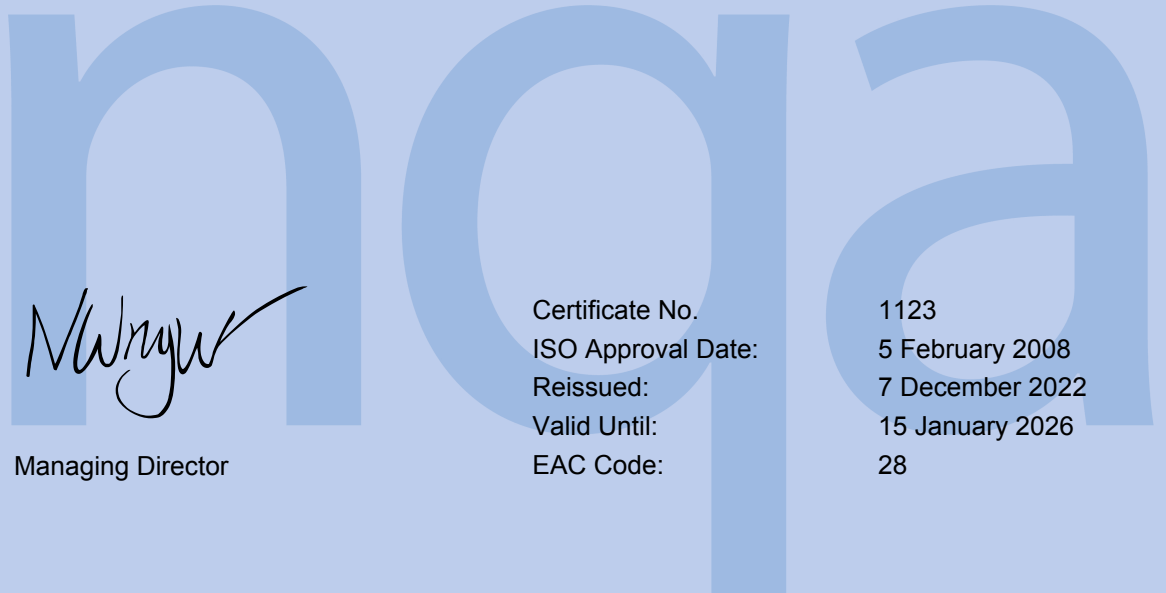 nqa
Certificate No. 1123
ISO Approval Date: 5 February 2008
Reissued: 7 December 2022
Valid Until: 15 January 2026
Managing Director
EAC Code: 28